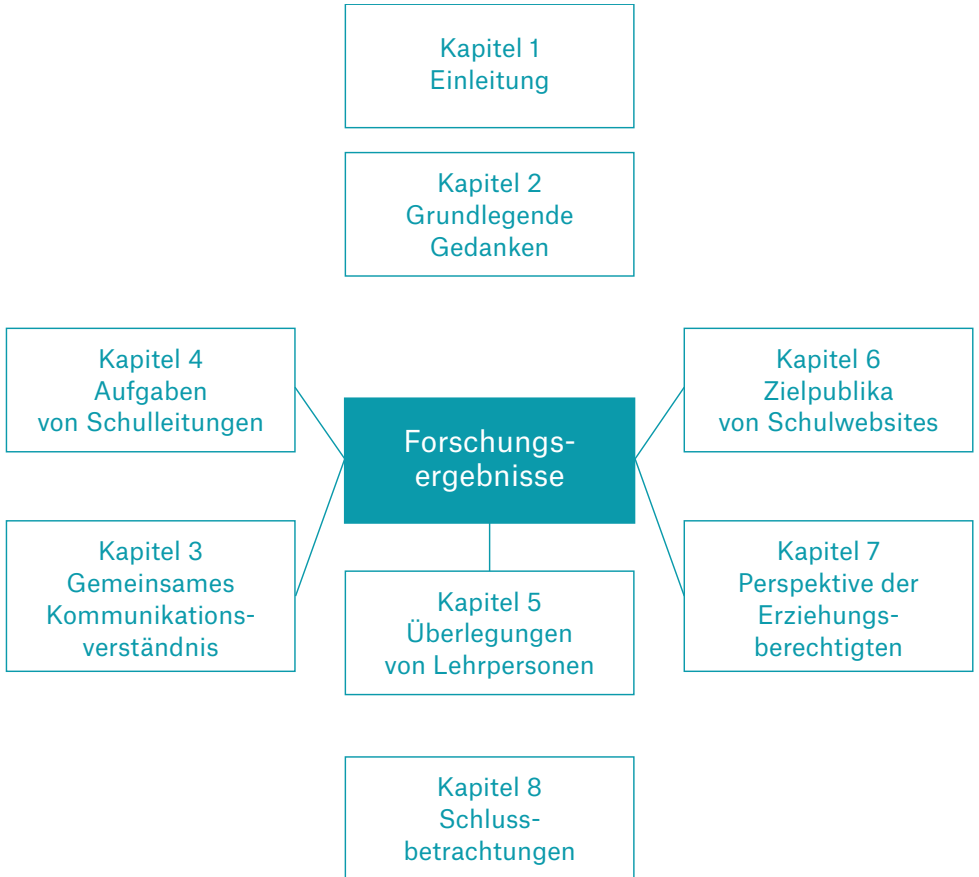 Kapitel 1
Einleitung
Kapitel 2
Grundlegende
Gedanken
Kapitel 4
Aufgaben
von Schulleitungen
Kapitel 6
Zielpublika
von Schulwebsites
Forschungs-
ergebnisse
Kapitel 3
Gemeinsames
Kommunikations-
verständnis
Kapitel 5
Überlegungen
von Lehrpersonen
Kapitel 7
Perspektive der
Erziehungs-
berechtigten
Kapitel 8
Schluss-
betrachtungen